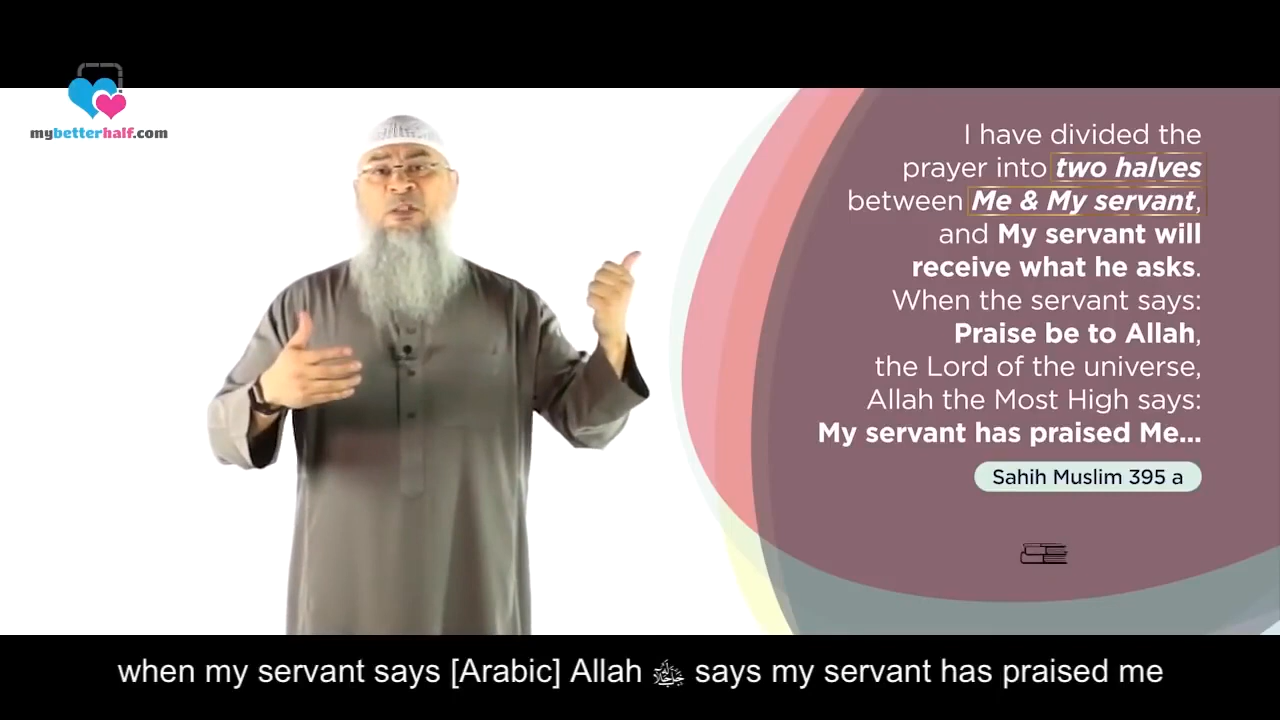 mybetterhalf.com
I have divided the
prayer into two halves
between Me & My servant,
and My servant will
receive what he asks.
When the servant says:
Praise be to Allah,
the Lord of the universe,
Allah the Most High says:
My servant has praised Me...
Sahih Muslim 395 a
when my servant says [Arabic] Allah ﷻ says my servant has praised me